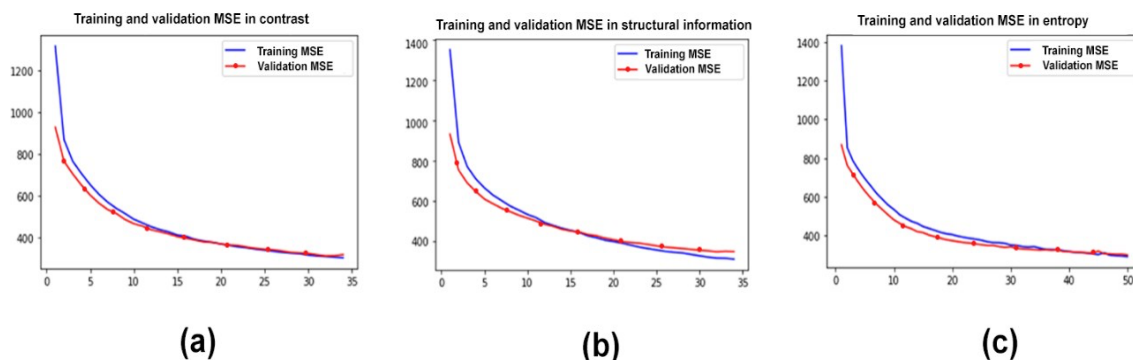 Training and validation MSE in contrast
Training MSE
Validation MSE
1200
1000
800
600
400
0 5 10 15 20 25 30 35
(a)
Training and validation MSE in structural information
Training MSE
Validation MSE
1400
1200
1000
800
600
400
0 5 10 15 20 25 30 35
(b)
Training and validation MSE in entropy
Training MSE
Validation MSE
1400
1200
1000
800
600
400
0 10 20 30 40 50
(c)